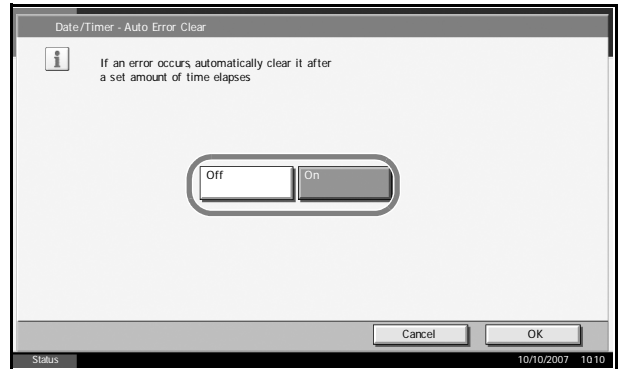 Date/Timer - Auto Error Clear
If an error occurs, automatically clear it after
a set amount of time elapses
Off
On
Cancel
OK
Status
10/10/2007 10:10